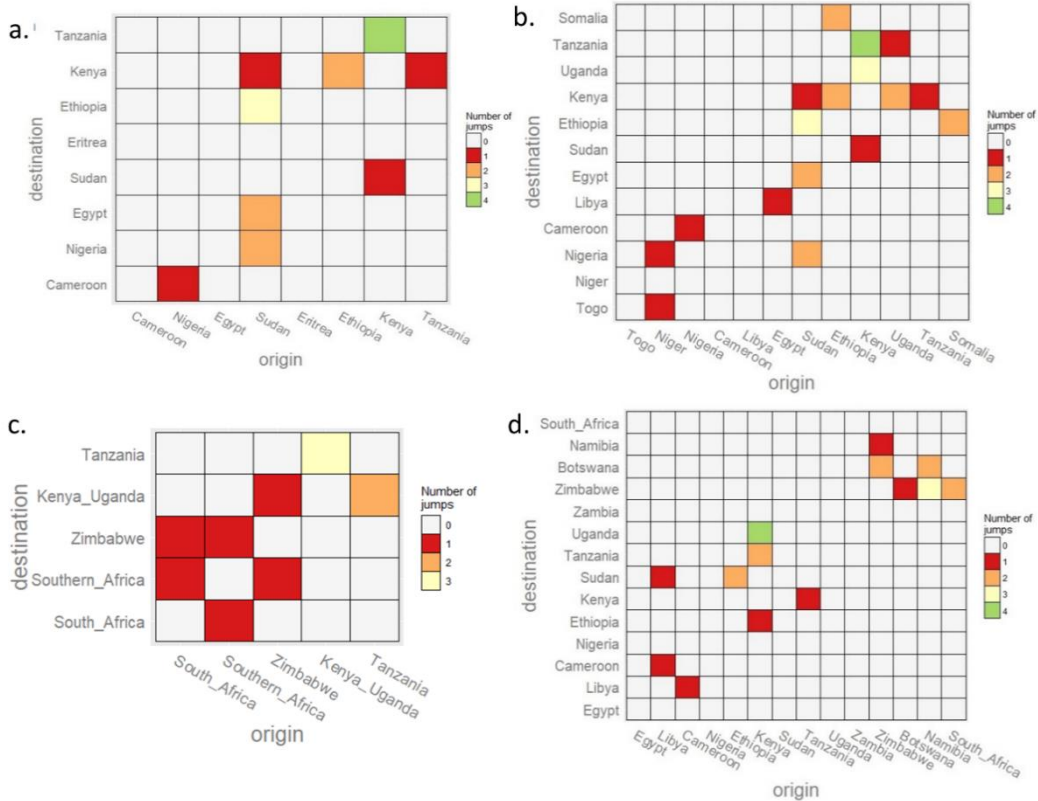 a.
Tanzania
Kenya
Ethiopia
Eritrea
Sudan
Egypt
Nigeria
Cameroon
destination
Cameroon
Nigeria
Egypt
Sudan
Eritrea
Ethiopia
Kenya
Tanzania
origin
Number of
jumps
0
1
2
3
4
b.
Somalia
Tanzania
Uganda
Kenya
Ethiopia
Sudan
Egypt
Libya
Cameroon
Nigeria
Niger
Togo
destination
Togo
Niger
Nigeria
Cameroon
Libya
Egypt
Sudan
Ethiopia
Kenya
Uganda
Tanzania
Somalia
origin
Number of
jumps
0
1
2
3
4
c.
Tanzania
Kenya_Uganda
Zimbabwe
Southern_Africa
South_Africa
destination
South_Africa
Southern_Africa
Zimbabwe
Kenya_Uganda
Tanzania
origin
Number of
jumps
0
1
2
3
d.
South_Africa
Namibia
Botswana
Zimbabwe
Zambia
Uganda
Tanzania
Sudan
Kenya
Ethiopia
Nigeria
Cameroon
Libya
Egypt
destination
Egypt
Libya
Cameroon
Nigeria
Ethiopia
Kenya
Sudan
Tanzania
Uganda
Zambia
Zimbabwe
Botswana
Namibia
South_Africa
origin
Number of
jumps
0
1
2
3
4